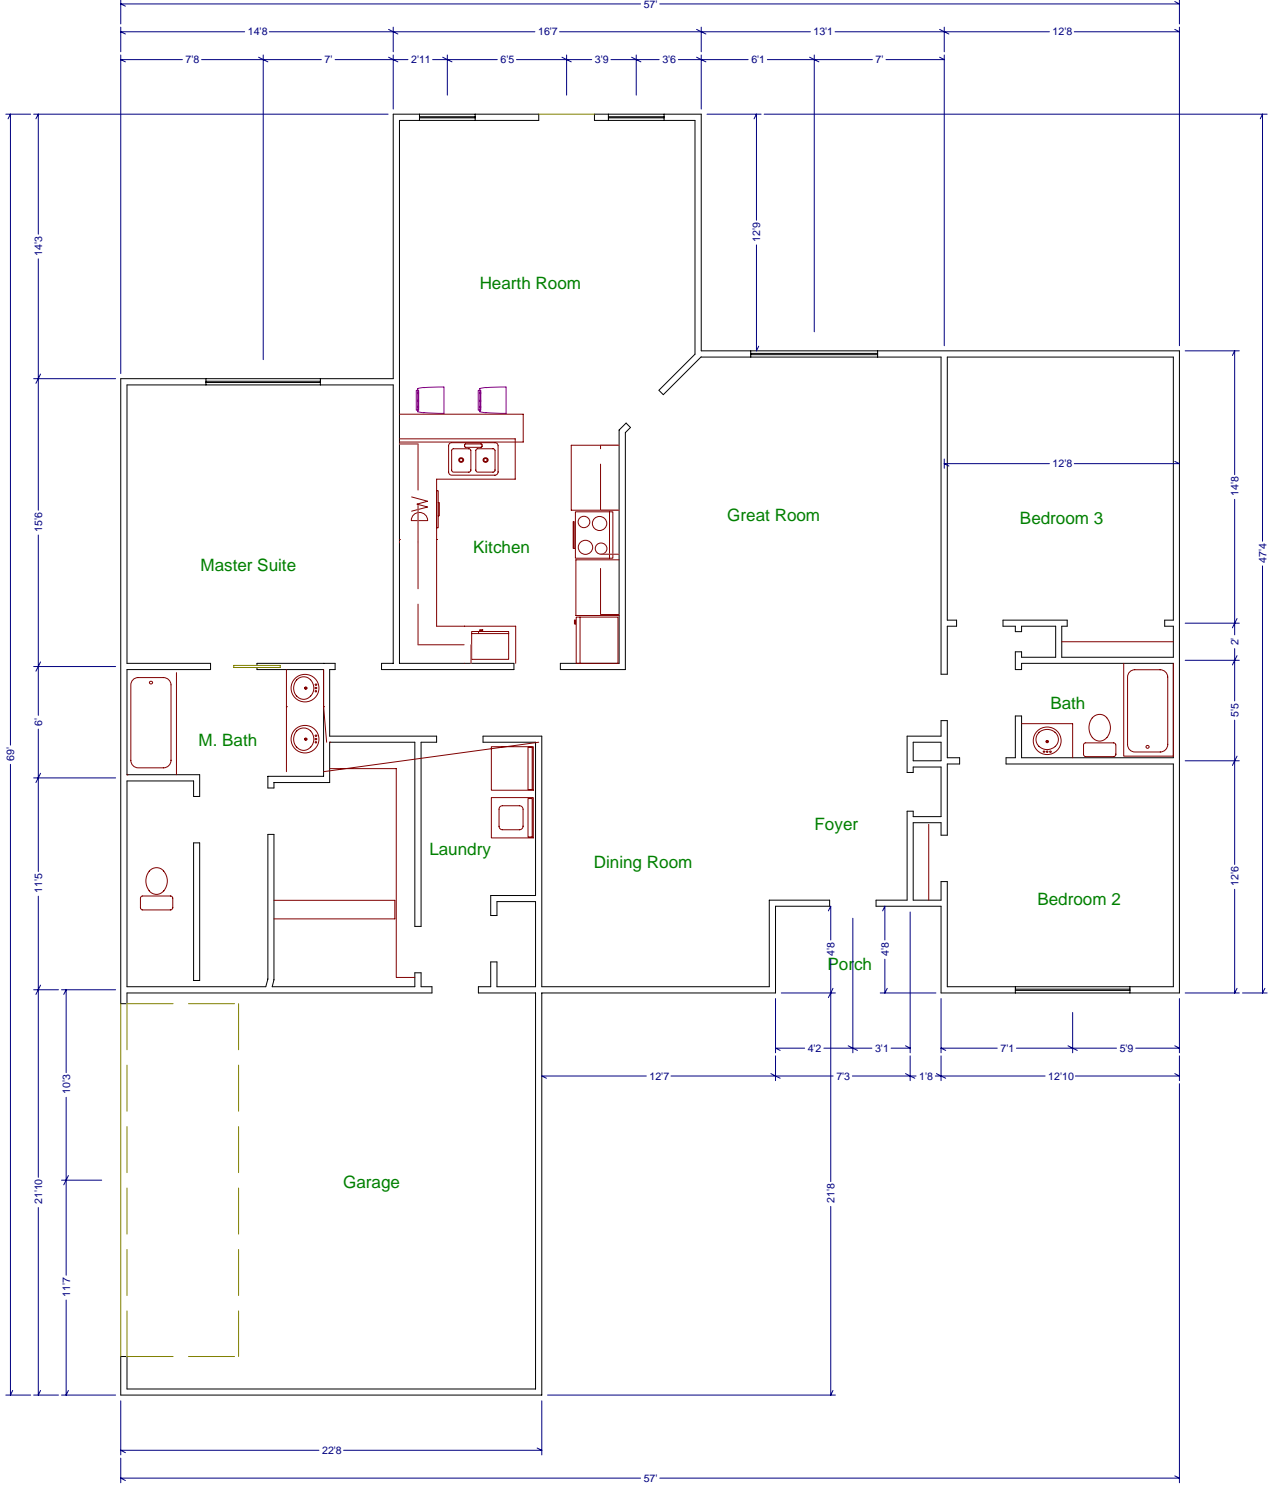 57'
14'8 16'7 13'1 12'8
7'8 7' 2'11 6'5 3'9 3'6 6'1 7'
14'3
12'9
Hearth Room
12'8
14'8
DW
15'6
Great Room
Bedroom 3
Kitchen
47'4
Master Suite
2'
Bath
6'
5'5
M. Bath
69'
Foyer
Laundry
Dining Room
11'5
12'6
Bedroom 2
4'8
4'8
Porch
4'2 3'1 7'1 5'9
12'7 7'3 1'8 12'10
10'3
Garage
21'10
21'8
11'7
22'8
57'